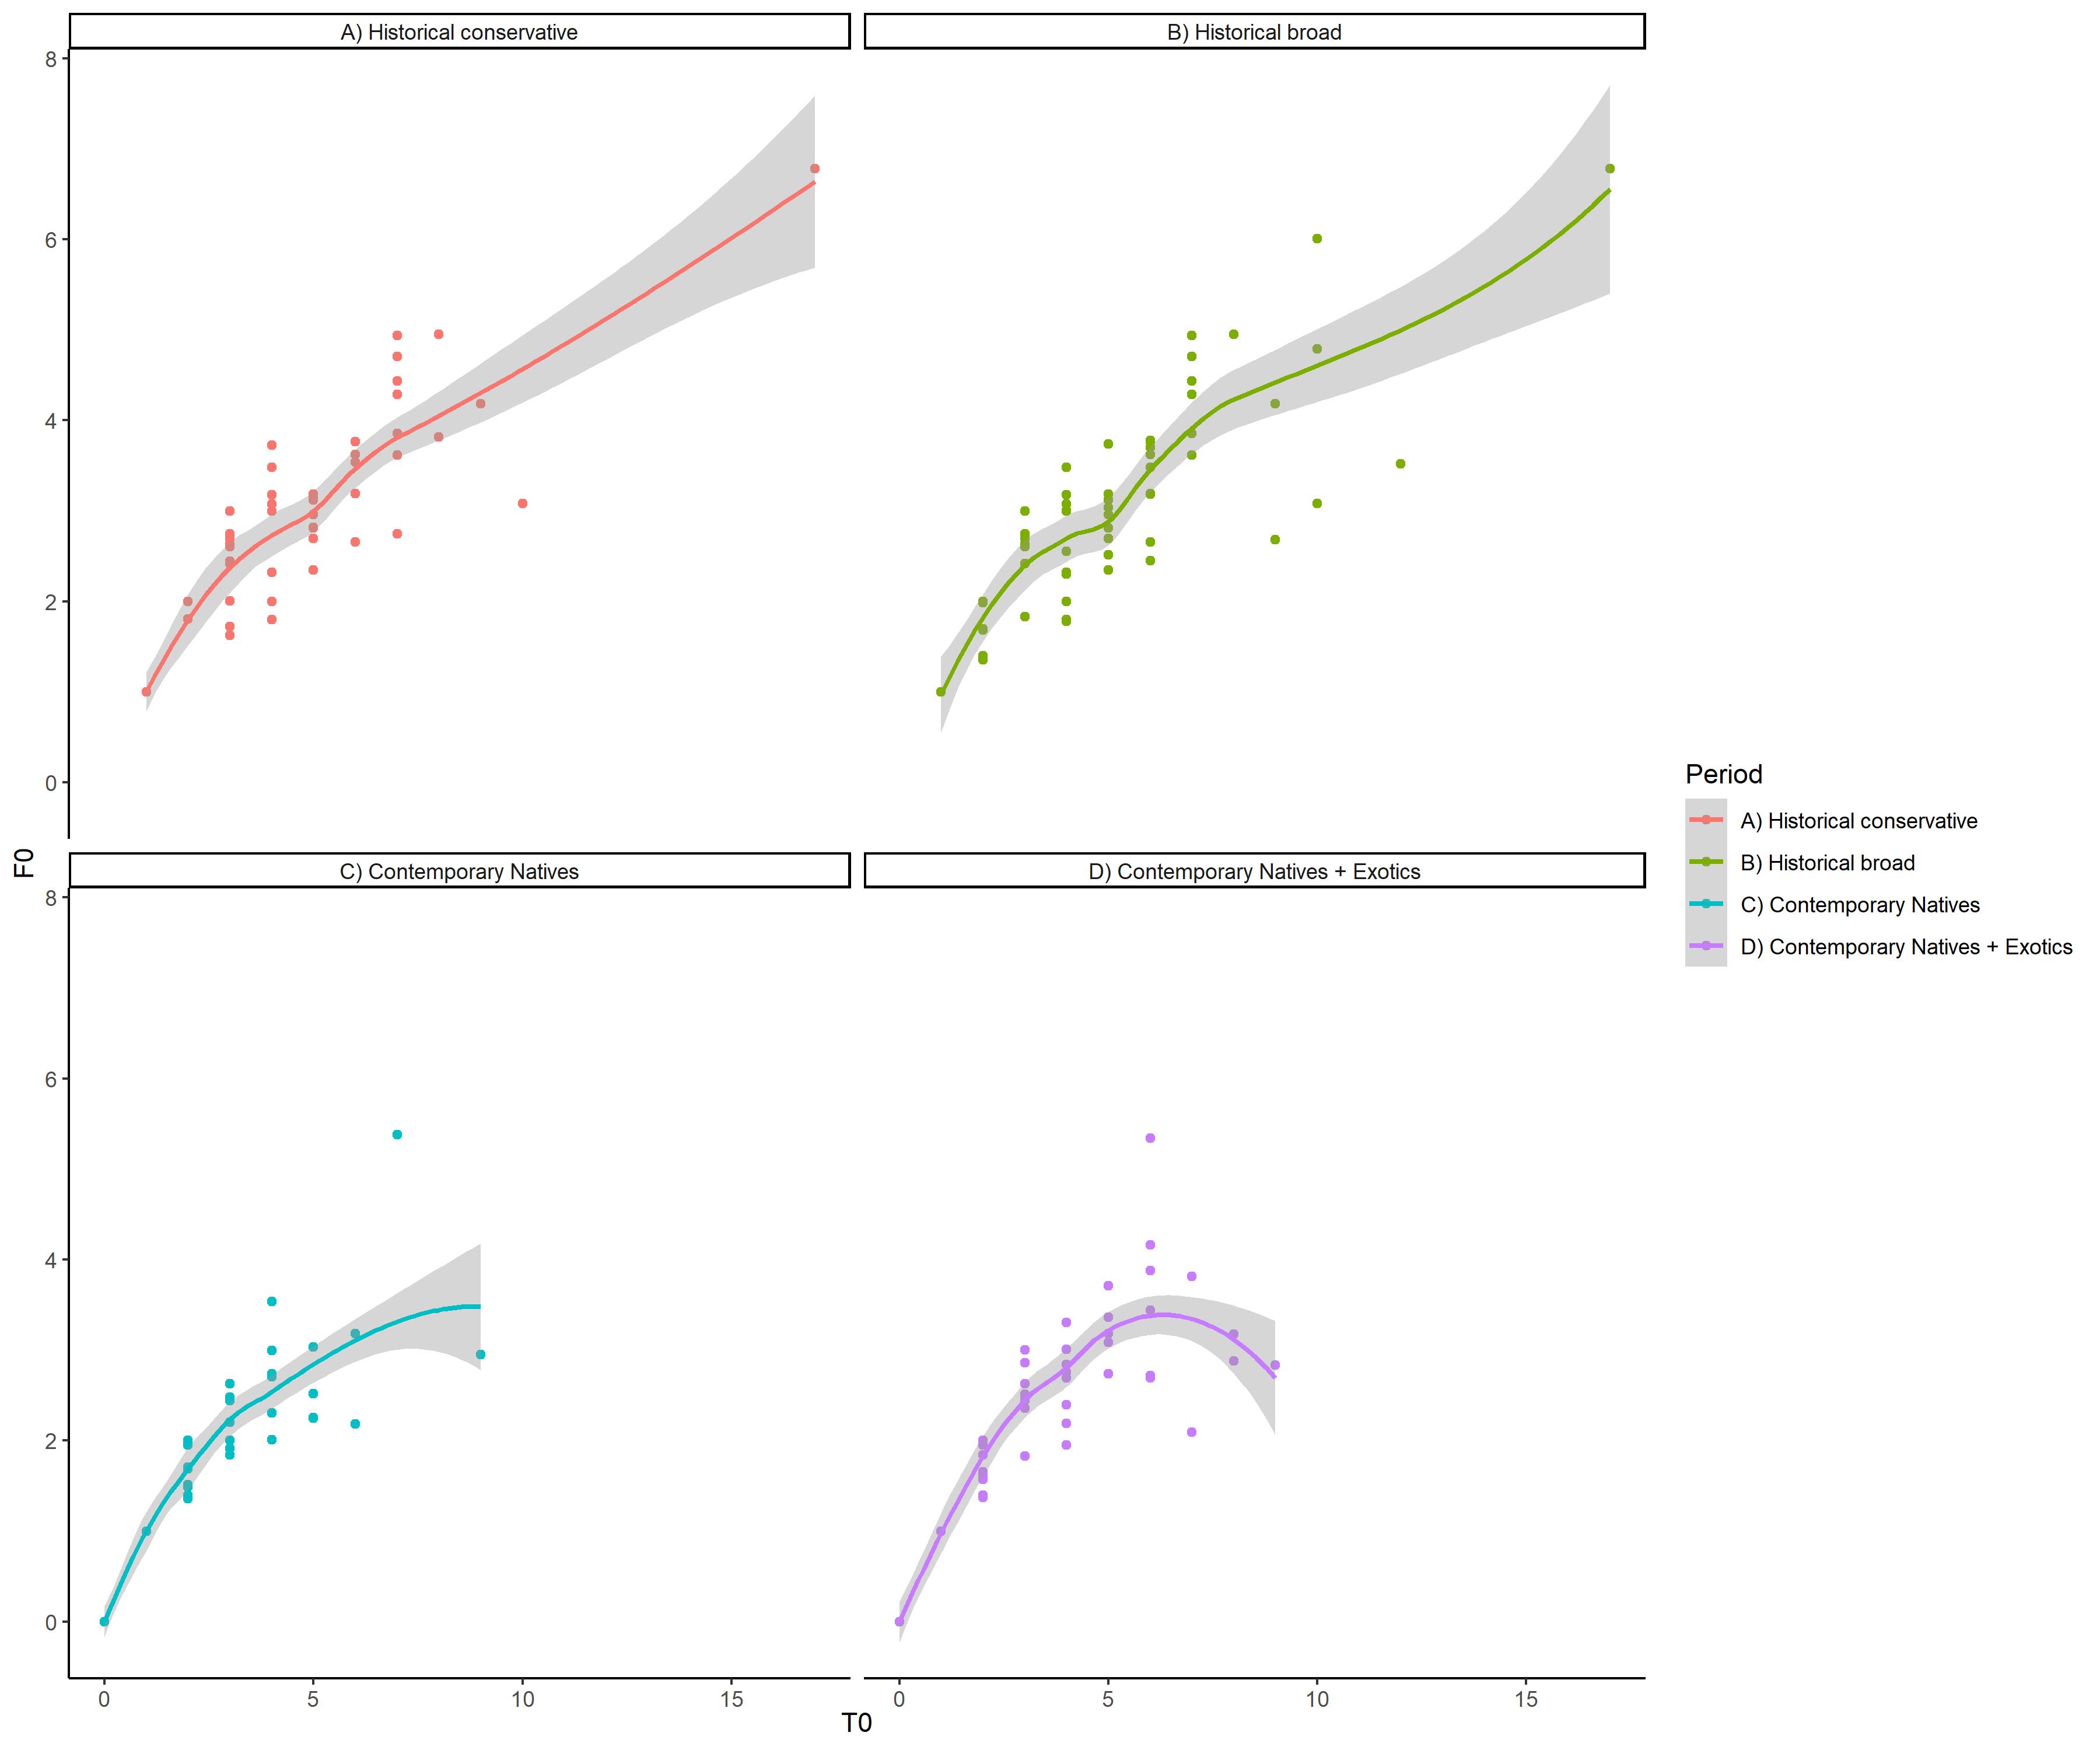 A) Historical conservative
B) Historical broad
8
6
4
2
0
F0
C) Contemporary Natives
D) Contemporary Natives + Exotics
8
6
4
2
0
0 5 10 15
0 5 10 15
T0
Period
A) Historical conservative
B) Historical broad
C) Contemporary Natives
D) Contemporary Natives + Exotics